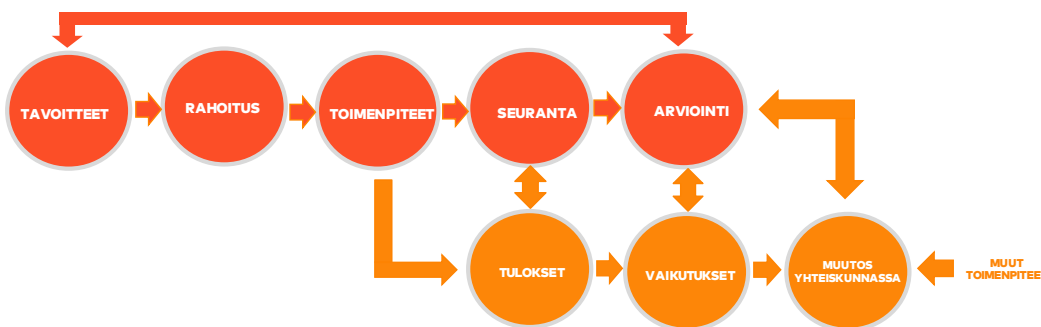 TAVOITTEET
RAHOITUS
TOIMENPITEET
SEURANTA
ARVIOINTI
TULOKSET
VAIKUTUKSET
MUUTOS
YHTEISKUNNASSA
MUUT
TOIMENPITEE